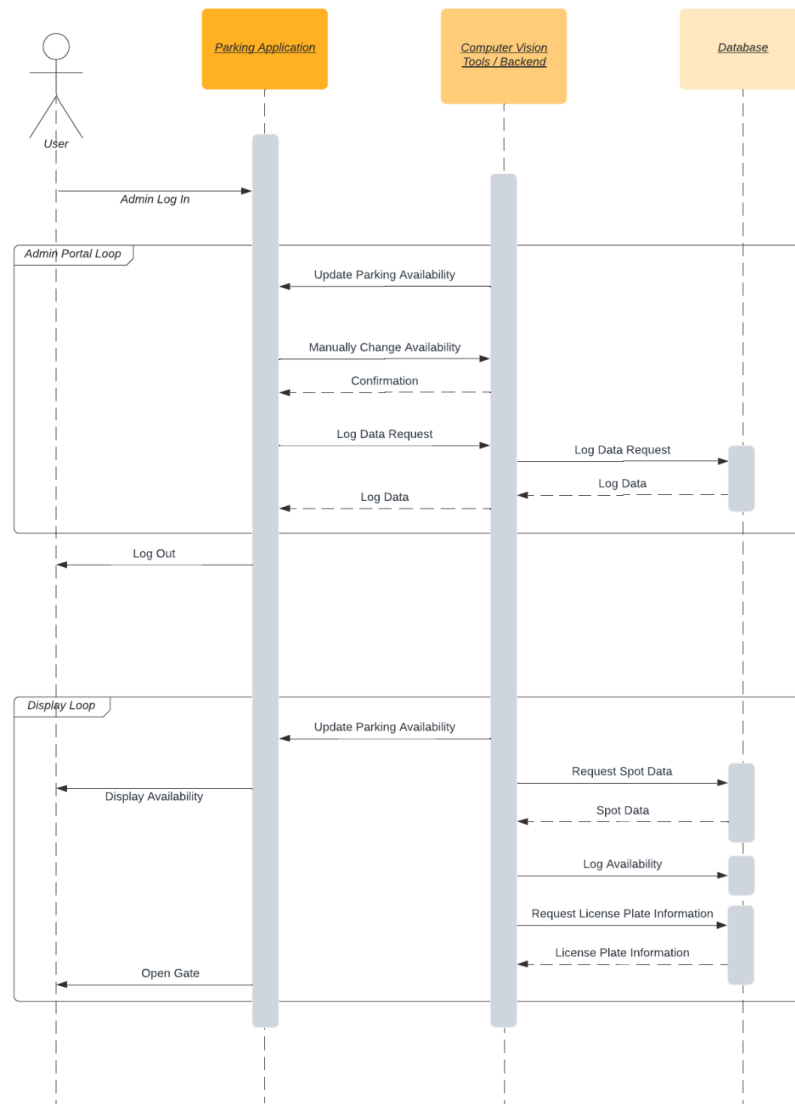 Parking Application
Computer Vision
Tools / Backend
Database
User
Admin Log In
Admin Portal Loop
Update Parking Availability
Manually Change Availability
Confirmation
Log Data Request
Log Data Request
Log Data
Log Data
Log Out
Display Loop
Update Parking Availability
Request Spot Data
Display Availability
Spot Data
Log Availability
Request License Plate Information
License Plate Information
Open Gate